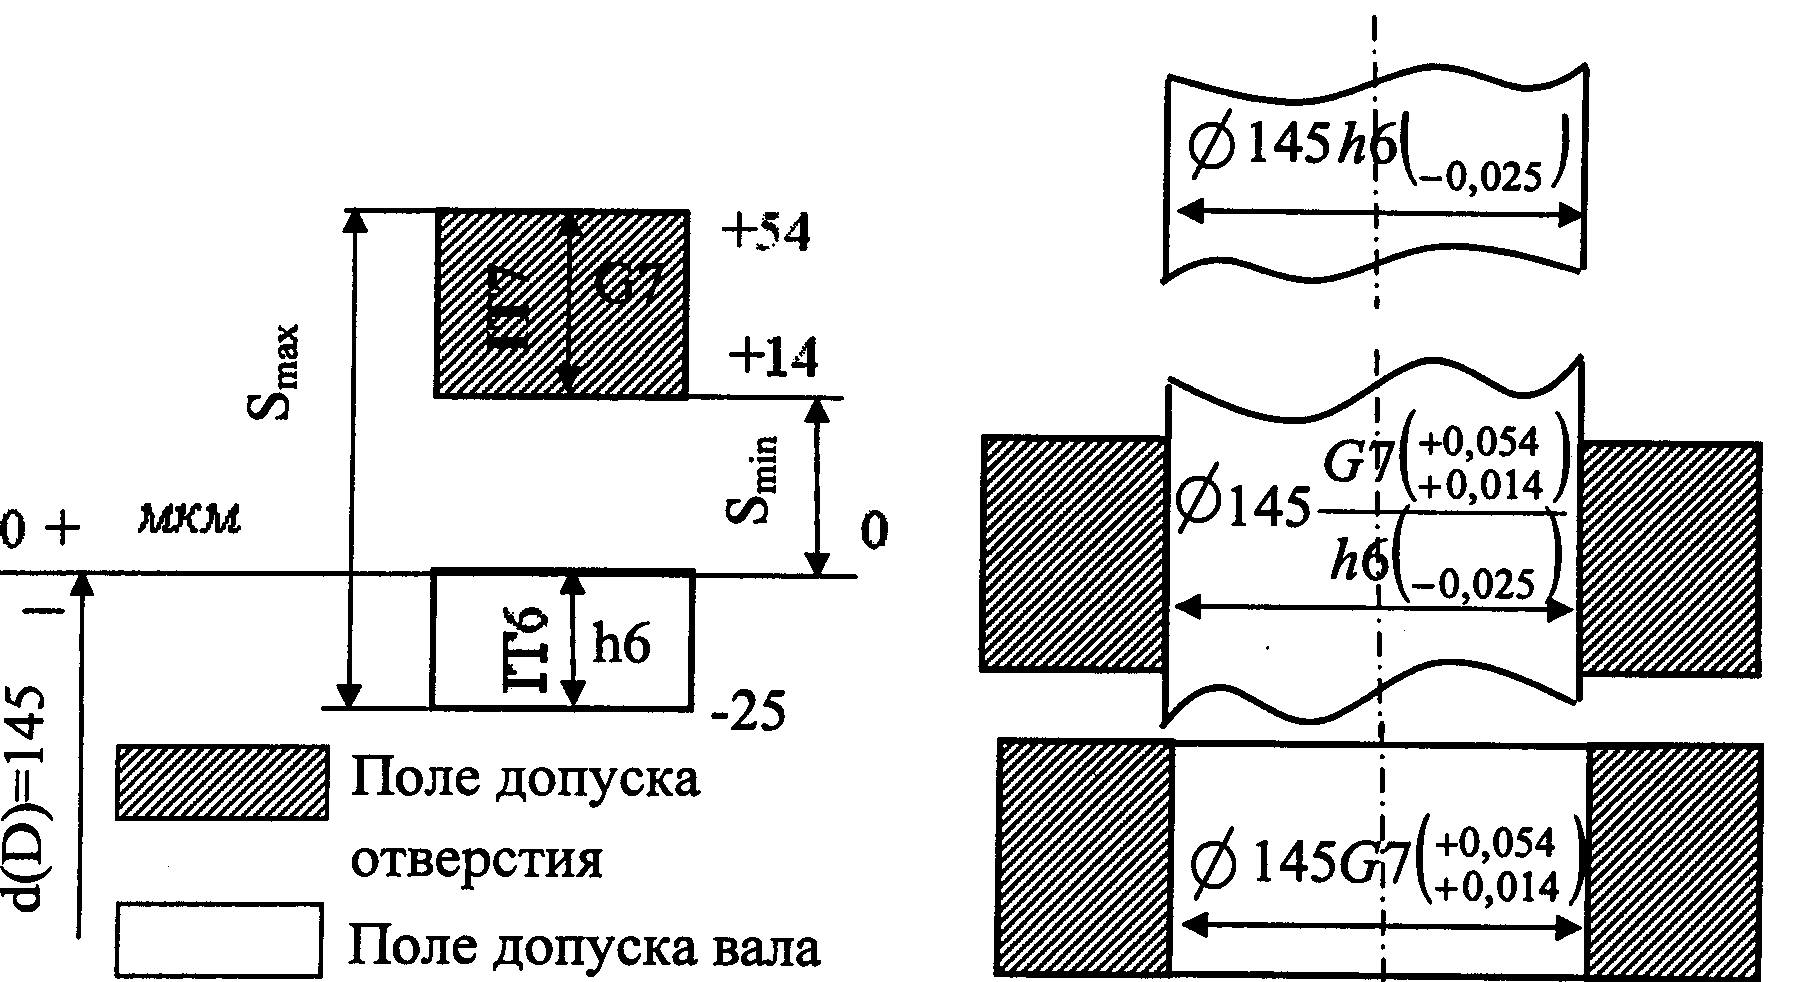 +54
IT7
G7
+14
Smax
Smin
0 + мкм 0
–
IT6
h6
-25
d(D)=145
Поле допуска
отверстия
Поле допуска вала
∅145h6(−0,025)
∅145 G7(+0,054 +0,014)
h6(−0,025)
∅145G7(+0,054 +0,014)